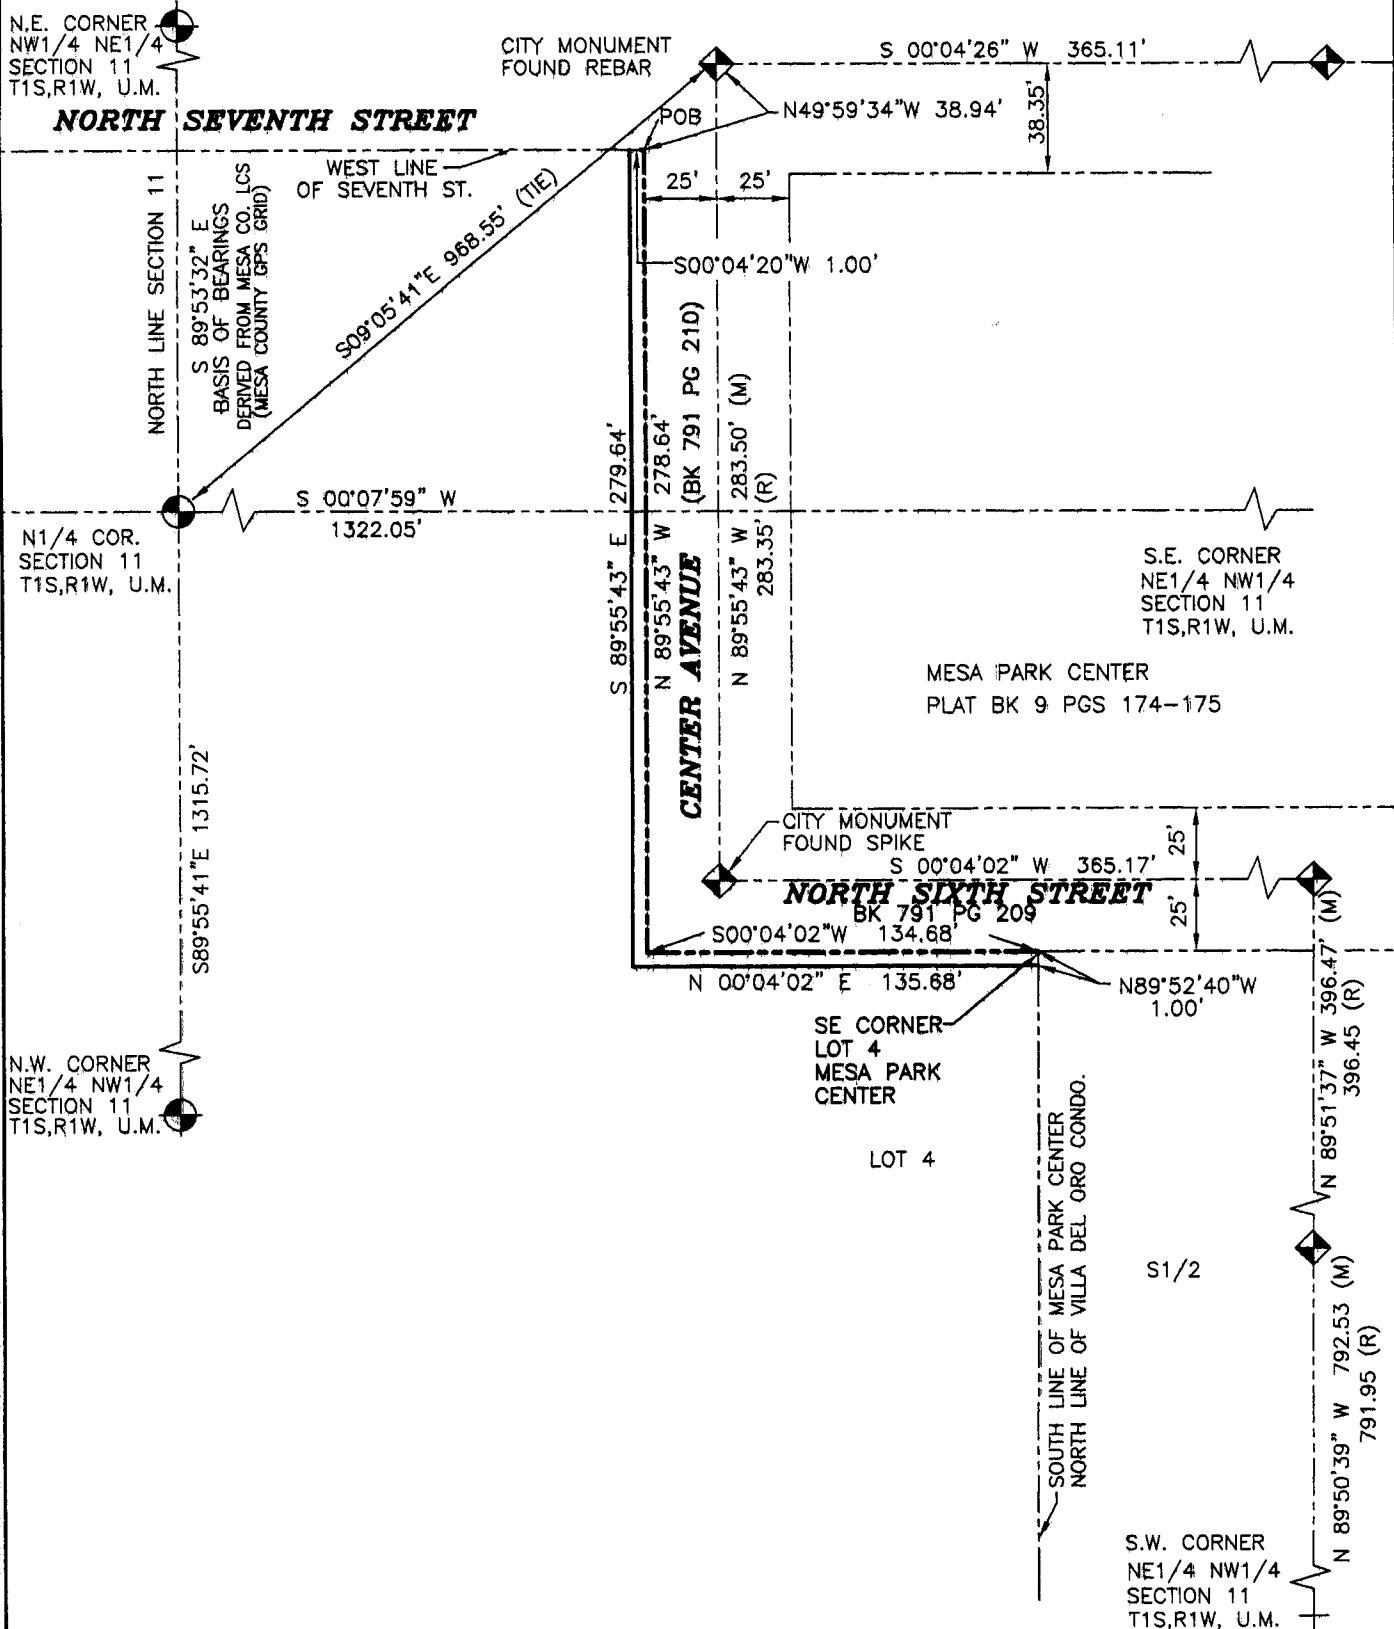 N.E. CORNER
NW1/4 NE1/4
SECTION 11
T1S,R1W, U.M.
CITY MONUMENT
FOUND REBAR
S 00°04'26" W 365.11'
NORTH SEVENTH STREET
POB
N49°59'34"W 38.94'
38.35'
WEST LINE
OF SEVENTH ST.
25' 25'
NORTH LINE SECTION 11
S 89°53'32" E
BASIS OF BEARINGS
DERIVED FROM MESA CO. LCS
(MESA COUNTY GPS GRID)
S09°05'41"E 968.55' (TIE)
S00°04'20"W 1.00'
S 89°55'43" E 279.64'
N 89°55'43" W 278.64'
CENTER AVENUE (BK 791 PG 210)
N 89°55'43" W 283.50' (M)
283.35' (R)
S 00°07'59" W
1322.05'
N1/4 COR.
SECTION 11
T1S,R1W, U.M.
S.E. CORNER
NE1/4 NW1/4
SECTION 11
T1S,R1W, U.M.
MESA PARK CENTER
PLAT BK 9 PGS 174-175
S89°55'41"E 1315.72'
CITY MONUMENT
FOUND SPIKE
25'
S 00°04'02" W 365.17'
NORTH SIXTH STREET
BK 791 PG 209
25'
S00°04'02"W 134.68'
N 00°04'02" E 135.68'
N89°52'40"W
1.00'
N 89°51'37" W 396.47' (M)
396.45 (R)
SE CORNER
LOT 4
MESA PARK
CENTER
N.W. CORNER
NE1/4 NW1/4
SECTION 11
T1S,R1W, U.M.
LOT 4
SOUTH LINE OF MESA PARK CENTER
NORTH LINE OF VILLA DEL ORO CONDO.
S1/2
N 89°50'39" W 792.53 (M)
791.95 (R)
S.W. CORNER
NE1/4 NW1/4
SECTION 11
T1S,R1W, U.M.